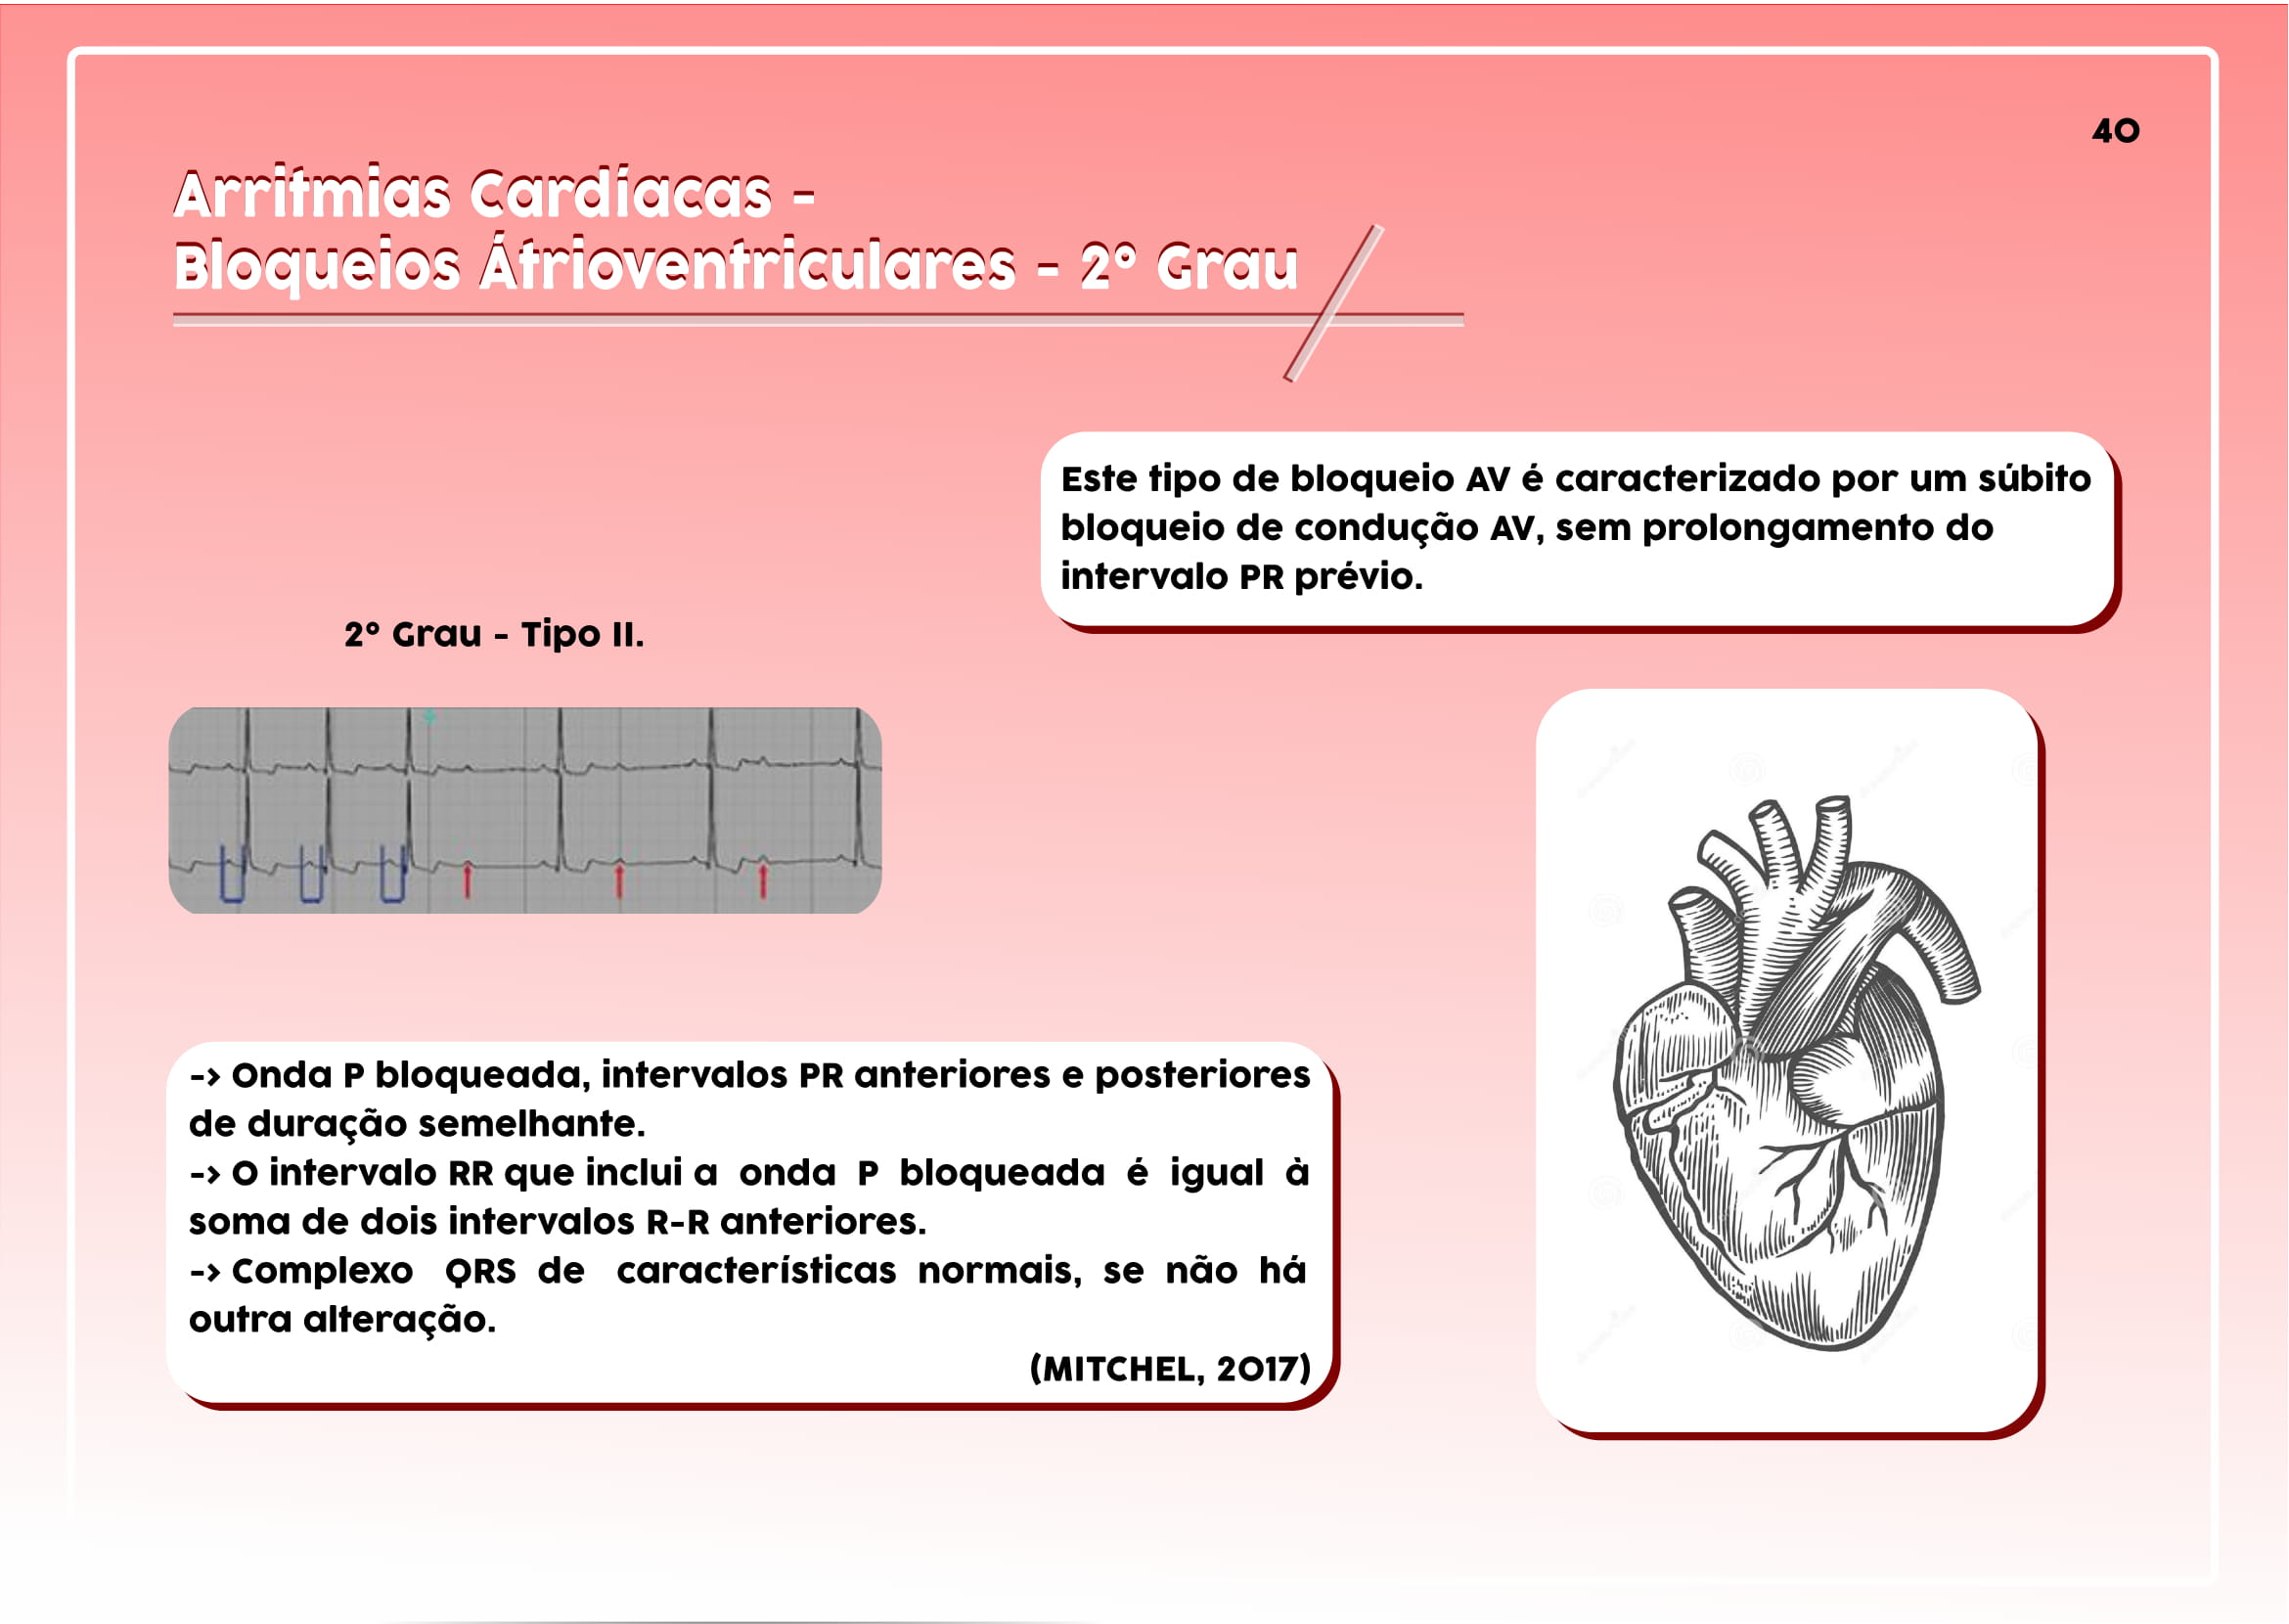 40
Arritmias Cardíacas -
Bloqueios Átrioventriculares - 2º Grau
Este tipo de bloqueio AV é caracterizado por um súbito
bloqueio de condução AV, sem prolongamento do
intervalo PR prévio.
2º Grau - Tipo II.
-> Onda P bloqueada, intervalos PR anteriores e posteriores
de duração semelhante.
-> O intervalo RR que inclui a onda P bloqueada é igual à
soma de dois intervalos R-R anteriores.
-> Complexo QRS de características normais, se não há
outra alteração.
(MITCHEL, 2017)